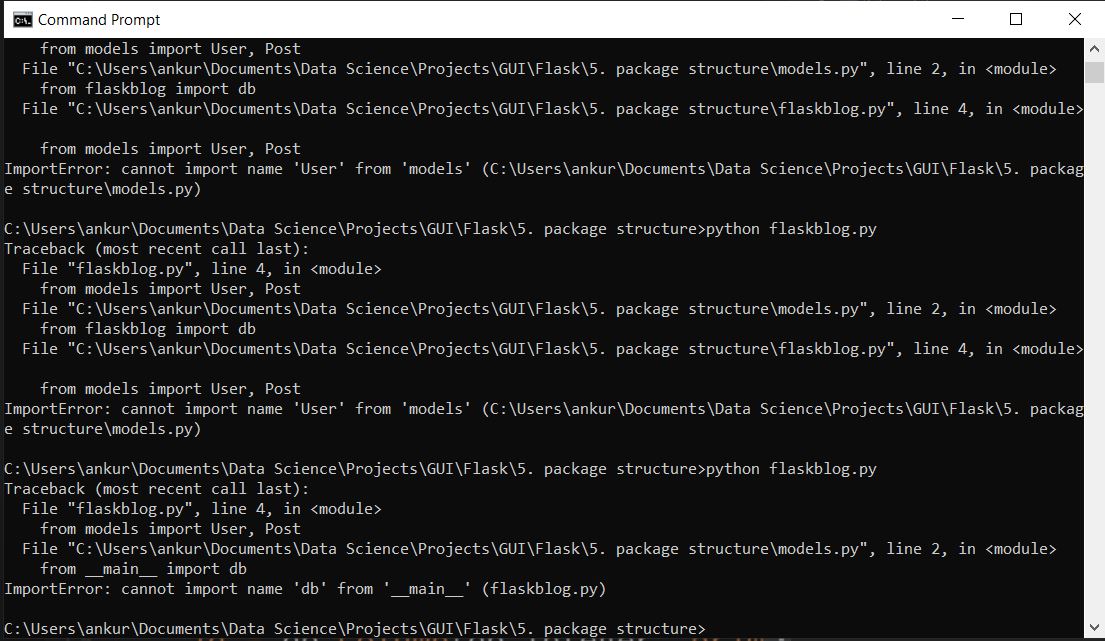 Command Prompt
from models import User, Post
File "C:\Users\ankur\Documents\Data Science\Projects\GUI\Flask\5. package structure\models.py", line 2, in <module>
from flaskblog import db
File "C:\Users\ankur\Documents\Data Science\Projects\GUI\Flask\5. package structure\flaskblog.py", line 4, in <module>
from models import User, Post
ImportError: cannot import name 'User' from 'models' (C:\Users\ankur\Documents\Data Science\Projects\GUI\Flask\5. packag
e structure\models.py)
C:\Users\ankur\Documents\Data Science\Projects\GUI\Flask\5. package structure>python flaskblog.py
Traceback (most recent call last):
File "flaskblog.py", line 4, in <module>
from models import User, Post
File "C:\Users\ankur\Documents\Data Science\Projects\GUI\Flask\5. package structure\models.py", line 2, in <module>
from flaskblog import db
File "C:\Users\ankur\Documents\Data Science\Projects\GUI\Flask\5. package structure\flaskblog.py", line 4, in <module>
from models import User, Post
ImportError: cannot import name 'User' from 'models' (C:\Users\ankur\Documents\Data Science\Projects\GUI\Flask\5. packag
e structure\models.py)
C:\Users\ankur\Documents\Data Science\Projects\GUI\Flask\5. package structure>python flaskblog.py
Traceback (most recent call last):
File "flaskblog.py", line 4, in <module>
from models import User, Post
File "C:\Users\ankur\Documents\Data Science\Projects\GUI\Flask\5. package structure\models.py", line 2, in <module>
from __main__ import db
ImportError: cannot import name 'db' from '__main__' (flaskblog.py)
C:\Users\ankur\Documents\Data Science\Projects\GUI\Flask\5. package structure>